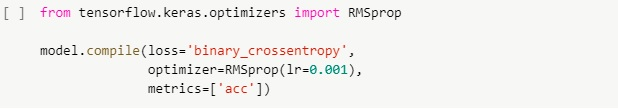 [ ] from tensorflow.keras.optimizers import RMSprop
model.compile(loss='binary_crossentropy',
optimizer=RMSprop(lr=0.001),
metrics=['acc'])